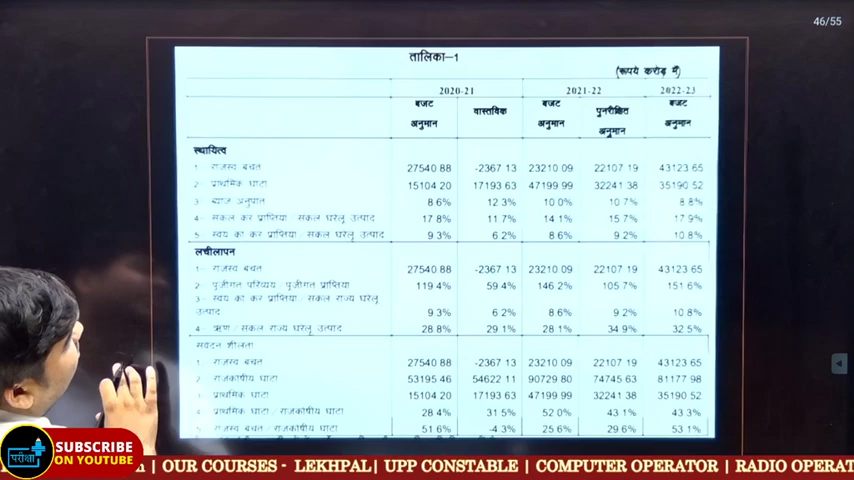 46/55
तालिका-1
(रूपये करोड़ में)
2020-21 2021-22 2022-23
बजट अनुमान वास्तविक बजट अनुमान पुनरीक्षित अनुमान बजट अनुमान
स्थायित्व
1- राजस्व बचत 27540 88 -2367 13 23210 09 22107 19 43123 65
2- प्राथमिक घाटा 15104 20 17193 63 47199 99 32241 38 35190 52
3- ब्याज अनुपात 8.6% 12.3% 10.0% 10.7% 8.8%
4- सकल कर प्राप्तियां / सकल घरेलू उत्पाद 17.8% 11.7% 14.1% 15.7% 17.9%
5- स्वयं का कर प्राप्तियां / सकल घरेलू उत्पाद 9.3% 6.2% 8.6% 9.2% 10.8%
लचीलापन
1- राजस्व बचत 27540 88 -2367 13 23210 09 22107 19 43123 65
2- पूंजीगत परिव्यय / पूंजीगत प्राप्तियां 119.4% 59.4% 146.2% 105.7% 151.6%
3- स्वयं का कर प्राप्तियां / सकल राज्य घरेलू
उत्पाद 9.3% 6.2% 8.6% 9.2% 10.8%
4- ऋण / सकल राज्य घरेलू उत्पाद 28.8% 29.1% 28.1% 34.9% 32.5%
संवेदन शीलता
1- राजस्व बचत 27540 88 -2367 13 23210 09 22107 19 43123 65
2- राजकोषीय घाटा 53195 46 54622 11 90729 80 74745 63 81177 98
3- प्राथमिक घाटा 15104 20 17193 63 47199 99 32241 38 35190 52
4- प्राथमिक घाटा / राजकोषीय घाटा 28.4% 31.5% 52.0% 43.1% 43.3%
5- राजस्व बचत / राजकोषीय घाटा 51.6% -4.3% 25.6% 29.6% 53.1%
परीक्षा
SUBSCRIBE
ON YOUTUBE
| OUR COURSES - LEKHPAL| UPP CONSTABLE | COMPUTER OPERATOR | RADIO OPERAT